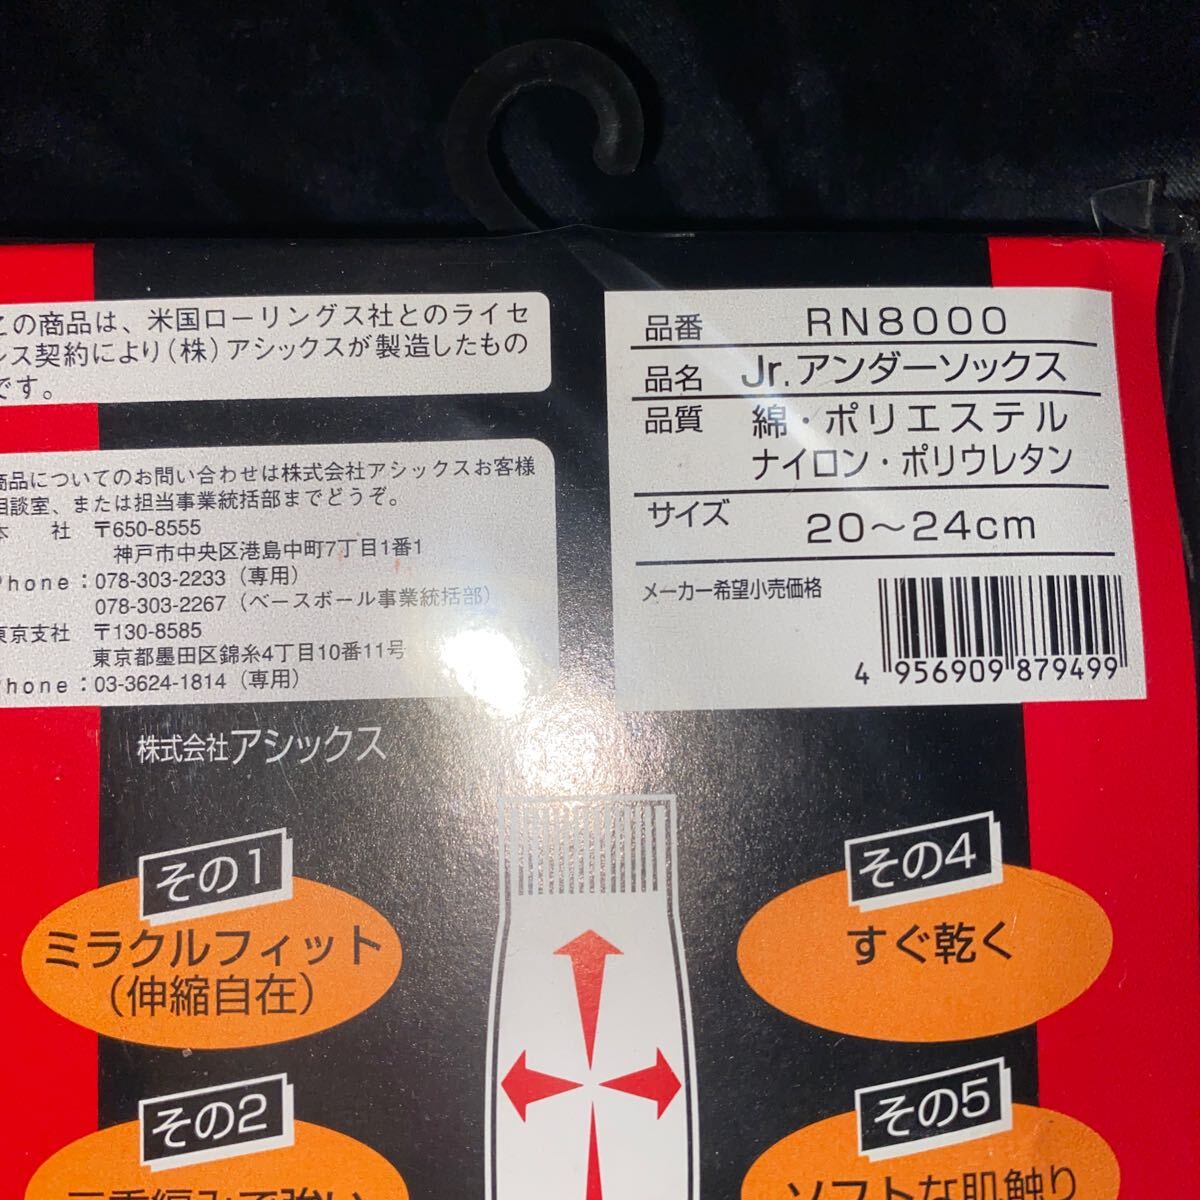 この商品は、米国ローリングス社とのライセ
ンス契約により(株)アシックスが製造したもの
です。
商品についてのお問い合わせは株式会社アシックスお客様
相談室、または担当事業統括部までどうぞ。
本 社 〒650-8555
神戸市中央区港島中町7丁目1番1
Phone:078-303-2233(専用)
078-303-2267(ベースボール事業統括部)
東京支社 〒130-8585
東京都墨田区錦糸4丁目10番11号
Phone:03-3624-1814(専用)
株式会社アシックス
品番 RN8000
品名 Jr.アンダーソックス
品質 綿・ポリエステル
ナイロン・ポリウレタン
サイズ 20〜24cm
メーカー希望小売価格
4 956909 879499
その1
ミラクルフィット
(伸縮自在)
その2
二重編みで強い
その4
すぐ乾く
その5
ソフトな肌触り